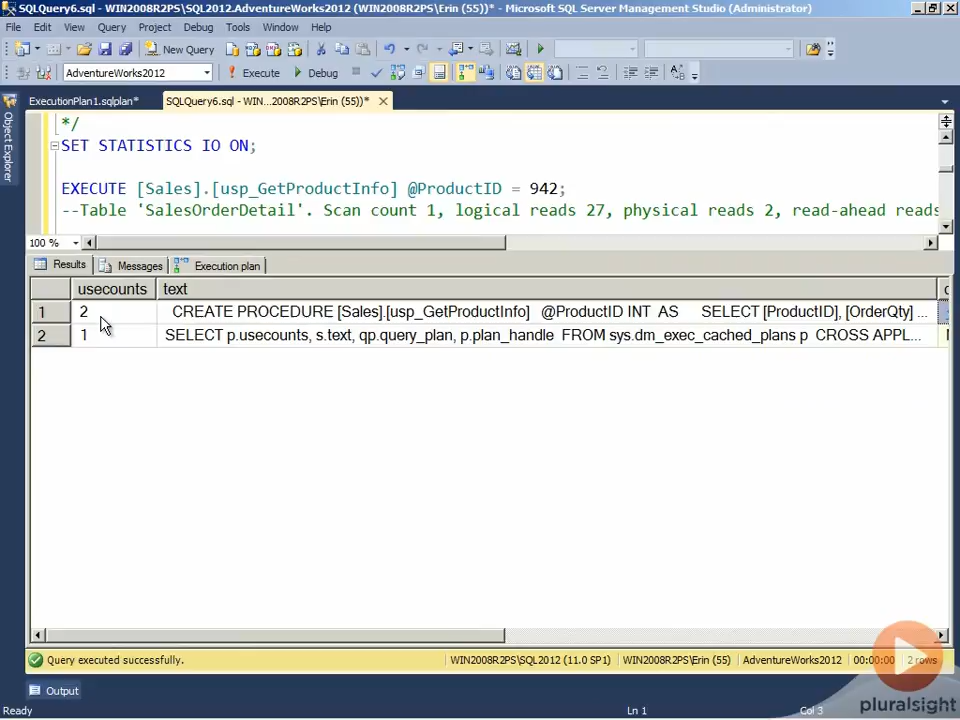 SQLQuery6.sql - WIN2008R2PS\SQL2012.AdventureWorks2012 (WIN2008R2PS\Erin (55))* - Microsoft SQL Server Management Studio (Administrator)
File Edit View Query Project Debug Tools Window Help
New Query
AdventureWorks2012 Execute Debug
ExecutionPlan1.sqlplan* SQLQuery6.sql - WIN...2008R2PS\Erin (55))*
Object Explorer
*/
SET STATISTICS IO ON;
EXECUTE [Sales].[usp_GetProductInfo] @ProductID = 942;
--Table 'SalesOrderDetail'. Scan count 1, logical reads 27, physical reads 2, read-ahead reads
100 %
Results Messages Execution plan
usecounts text
1 2 CREATE PROCEDURE [Sales].[usp_GetProductInfo] @ProductID INT AS SELECT [ProductID], [OrderQty] ...
2 1 SELECT p.usecounts, s.text, qp.query_plan, p.plan_handle FROM sys.dm_exec_cached_plans p CROSS APPL...
Query executed successfully. WIN2008R2PS\SQL2012 (11.0 SP1) WIN2008R2PS\Erin (55) AdventureWorks2012 00:00:00 2 rows
Output
Ready Ln 1 Col 3
pluralsight